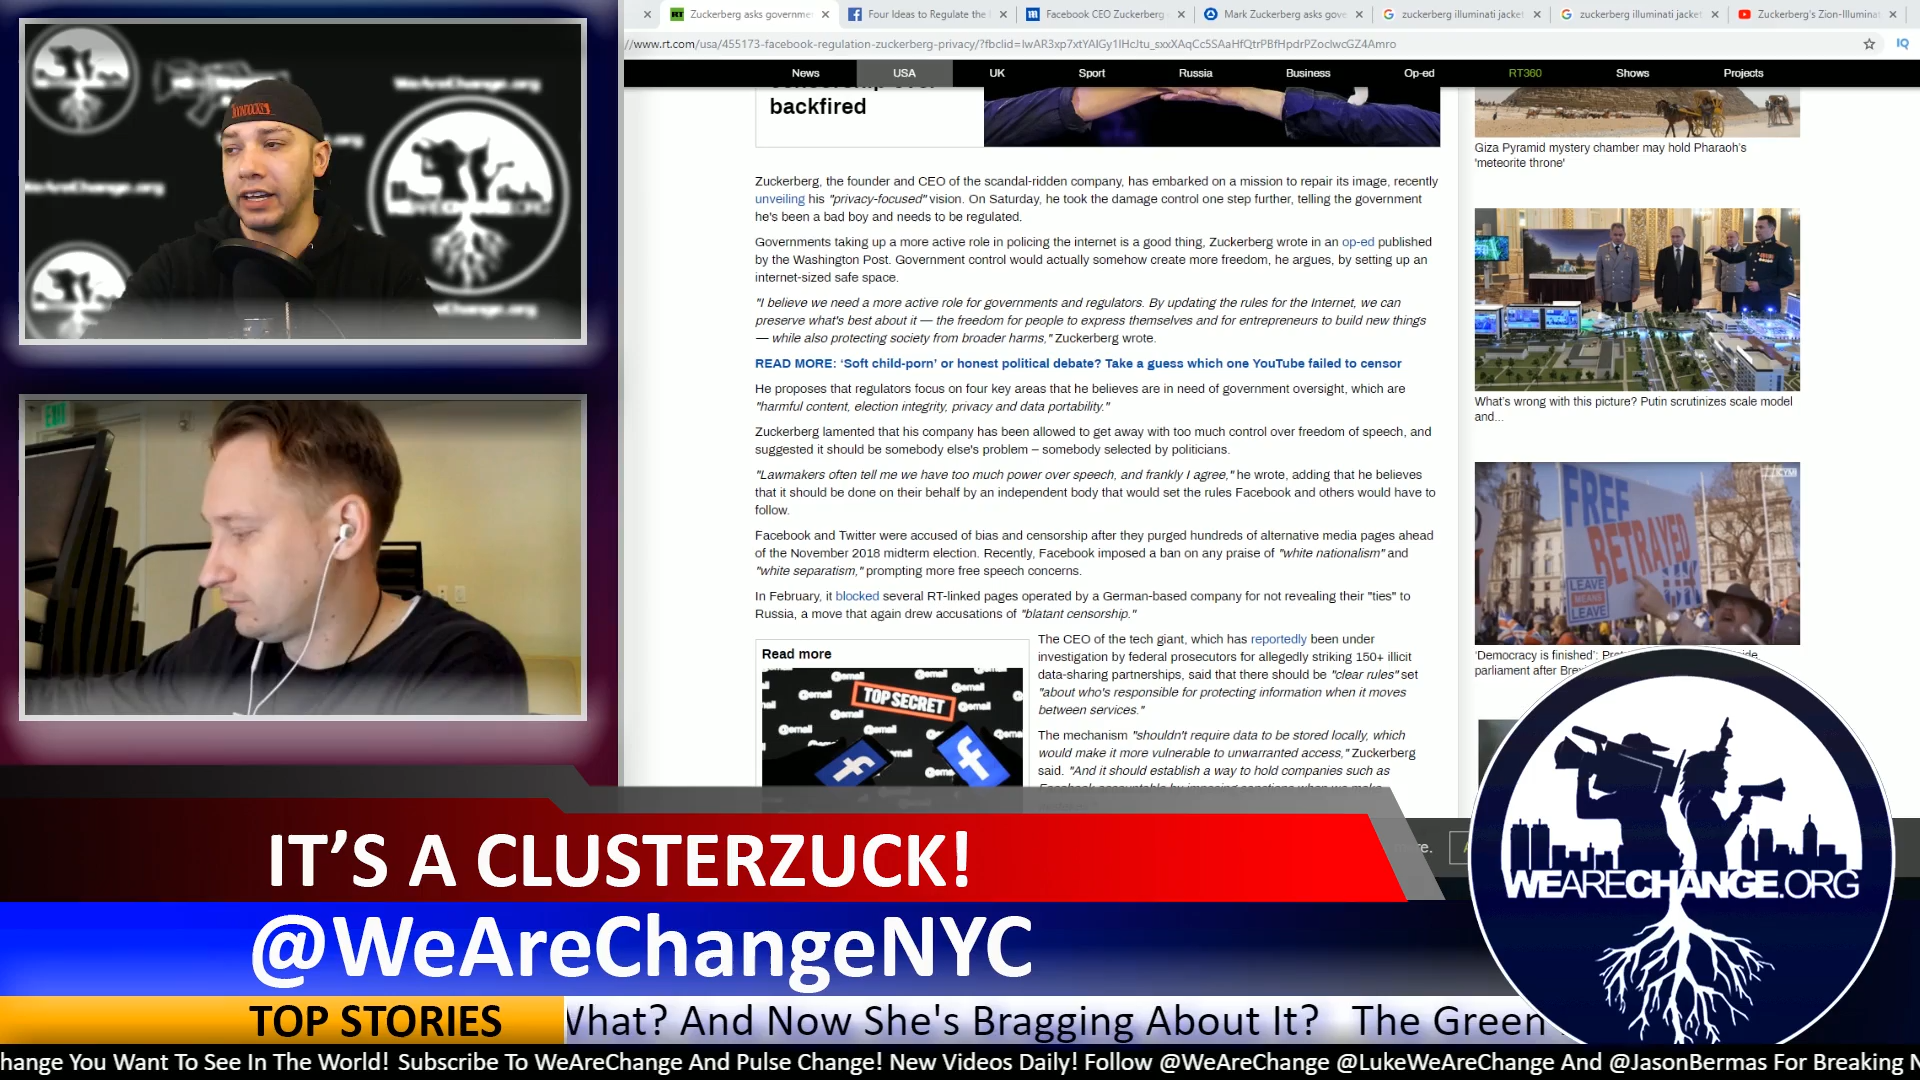 Zuckerberg asks governme
Four Ideas to Regulate the
Facebook CEO Zuckerberg
Mark Zuckerberg asks gove
zuckerberg illuminati jacket
zuckerberg illuminati jacket
Zuckerberg's Zion-Illuminat
IQ
News
USA
UK
Sport
Russia
Business
Op-ed
RT360
Shows
Projects
backfired
Zuckerberg, the founder and CEO of the scandal-ridden company, has embarked on a mission to repair its image, recently
unveiling his "privacy-focused" vision. On Saturday, he took the damage control one step further, telling the government
he's been a bad boy and needs to be regulated.
Governments taking up a more active role in policing the internet is a good thing, Zuckerberg wrote in an op-ed published
by the Washington Post. Government control would actually somehow create more freedom, he argues, by setting up an
internet-sized safe space.
"I believe we need a more active role for governments and regulators. By updating the rules for the Internet, we can
preserve what's best about it — the freedom for people to express themselves and for entrepreneurs to build new things
— while also protecting society from broader harms," Zuckerberg wrote.
READ MORE: ‘Soft child-porn’ or honest political debate? Take a guess which one YouTube failed to censor
He proposes that regulators focus on four key areas that he believes are in need of government oversight, which are
"harmful content, election integrity, privacy and data portability."
Zuckerberg lamented that his company has been allowed to get away with too much control over freedom of speech, and
suggested it should be somebody else's problem – somebody selected by politicians.
"Lawmakers often tell me we have too much power over speech, and frankly I agree," he wrote, adding that he believes
that it should be done on their behalf by an independent body that would set the rules Facebook and others would have to
follow.
Facebook and Twitter were accused of bias and censorship after they purged hundreds of alternative media pages ahead
of the November 2018 midterm election. Recently, Facebook imposed a ban on any praise of "white nationalism" and
"white separatism," prompting more free speech concerns.
In February, it blocked several RT-linked pages operated by a German-based company for not revealing their "ties" to
Russia, a move that again drew accusations of "blatant censorship."
Read more
@email
TOP SECRET
The CEO of the tech giant, which has reportedly been under
investigation by federal prosecutors for allegedly striking 150+ illicit
data-sharing partnerships, said that there should be "clear rules" set
"about who's responsible for protecting information when it moves
between services."
The mechanism "shouldn't require data to be stored locally, which
would make it more vulnerable to unwarranted access," Zuckerberg
said. "And it should establish a way to hold companies such as
Giza Pyramid mystery chamber may hold Pharaoh’s
'meteorite throne'
What’s wrong with this picture? Putin scrutinizes scale model
and...
FREE
BETRAYED
LEAVE
MEANS
LEAVE
‘Democracy is finished’:
parliament after
WeAreChange.org
EXIT
IT’S A CLUSTERZUCK!
@WeAreChangeNYC
TOP STORIES
What? And Now She's Bragging About It? The Green
WEARECHANGE.ORG
hange You Want To See In The World! Subscribe To WeAreChange And Pulse Change! New Videos Daily! Follow @WeAreChange @LukeWeAreChange And @JasonBermas For Breaking N